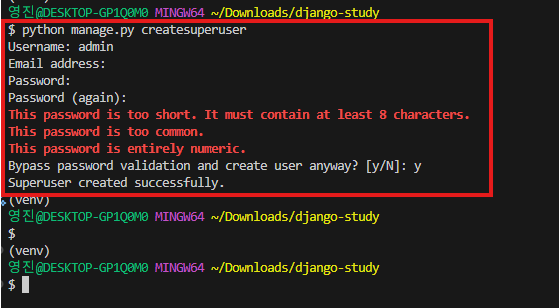 영진@DESKTOP-GP1Q0M0 MINGW64 ~/Downloads/django-study
$ python manage.py createsuperuser
Username: admin
Email address:
Password:
Password (again):
This password is too short. It must contain at least 8 characters.
This password is too common.
This password is entirely numeric.
Bypass password validation and create user anyway? [y/N]: y
Superuser created successfully.
(venv)
영진@DESKTOP-GP1Q0M0 MINGW64 ~/Downloads/django-study
$
(venv)
영진@DESKTOP-GP1Q0M0 MINGW64 ~/Downloads/django-study
$